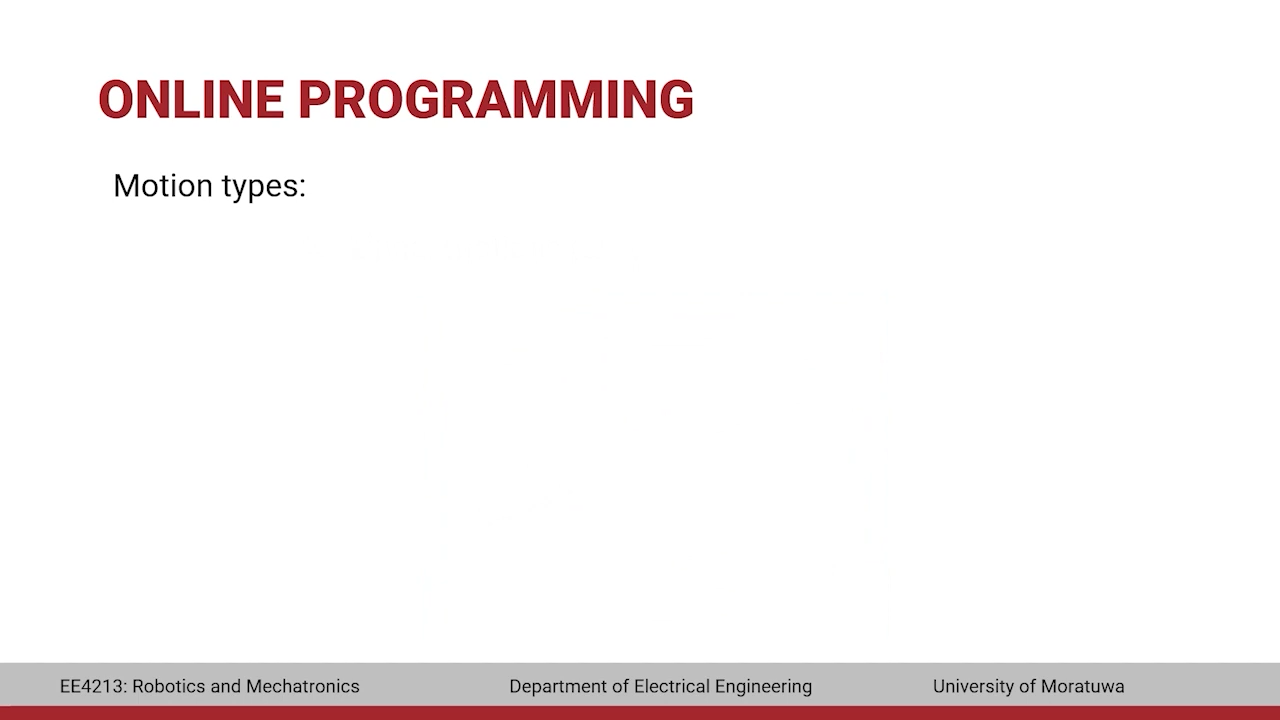 ONLINE PROGRAMMING
Motion types:
EE4213: Robotics and Mechatronics
Department of Electrical Engineering
University of Moratuwa